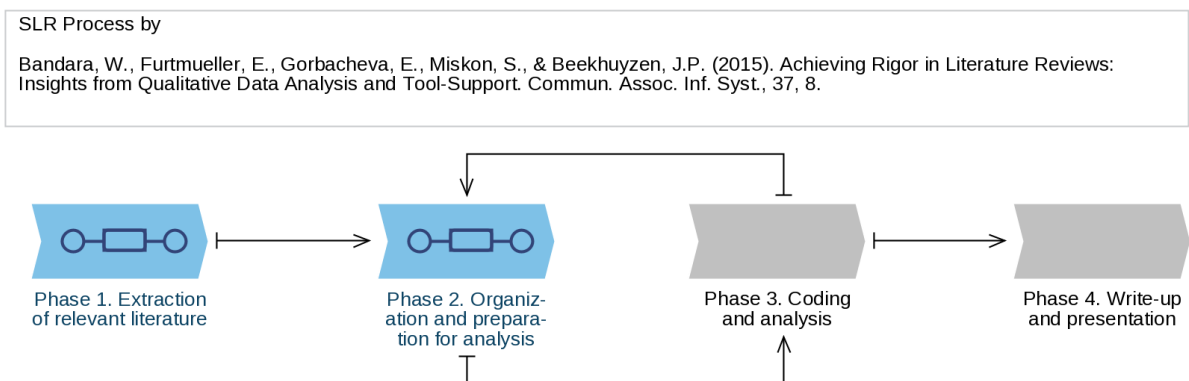 SLR Process by
Bandara, W., Furtmueller, E., Gorbacheva, E., Miskon, S., & Beekhuyzen, J.P. (2015). Achieving Rigor in Literature Reviews:
Insights from Qualitative Data Analysis and Tool-Support. Commun. Assoc. Inf. Syst., 37, 8.
Phase 1. Extraction
of relevant literature
Phase 2. Organiz-
ation and prepara-
tion for analysis
Phase 3. Coding
and analysis
Phase 4. Write-up
and presentation